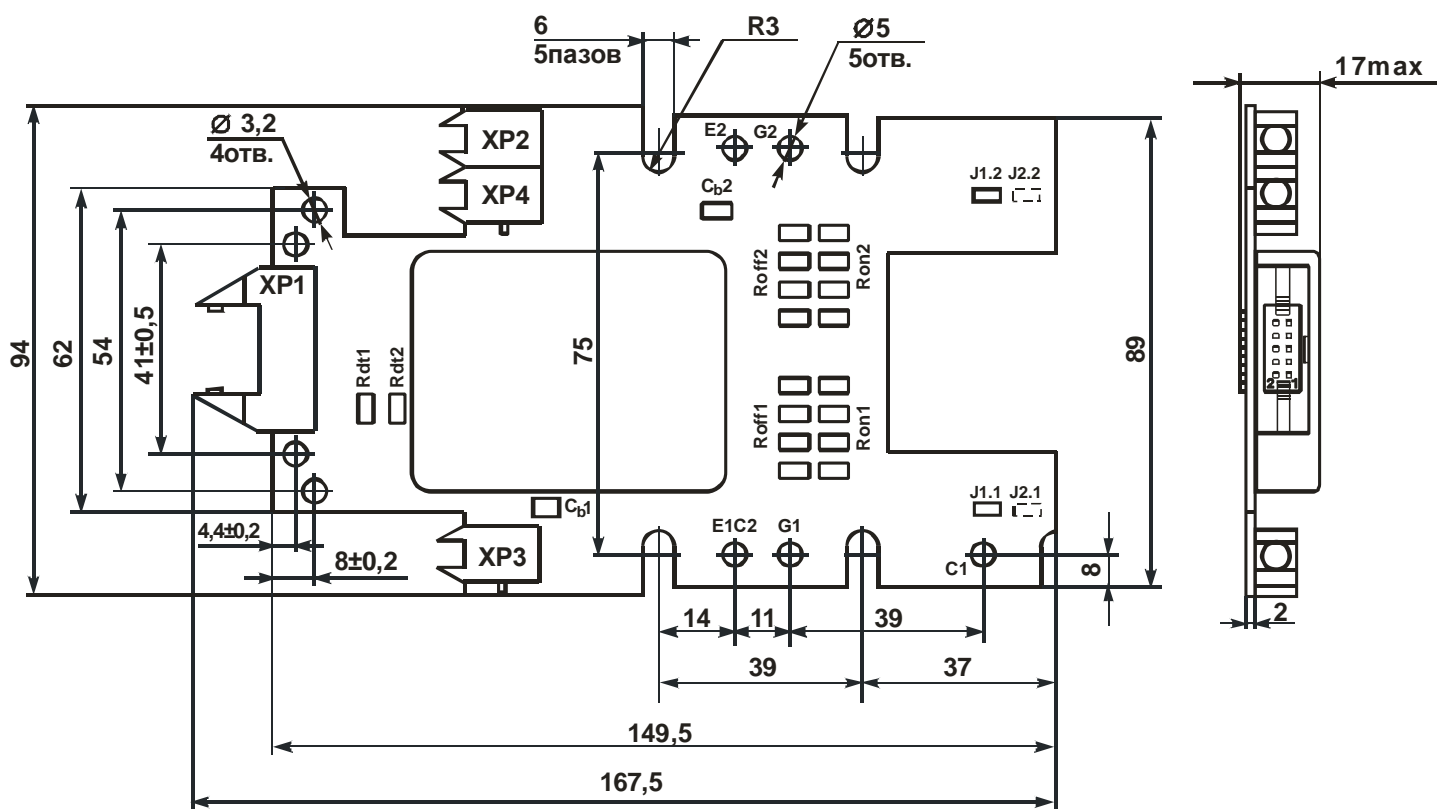 6
5пазов
R3
Ø5
5отв.
17max
Ø 3,2
4отв.
XP2
XP4
E2
G2
Cb2
J1.2 J2.2
XP1
Roff2
Ron2
94
62
54
41±0,5
Rdt1
Rdt2
75
89
2 1
Roff1
Ron1
J1.1 J2.1
Cb1
4,4±0,2
8±0,2
XP3
E1C2
G1
C1
8
2
14
11
39
39
37
149,5
167,5